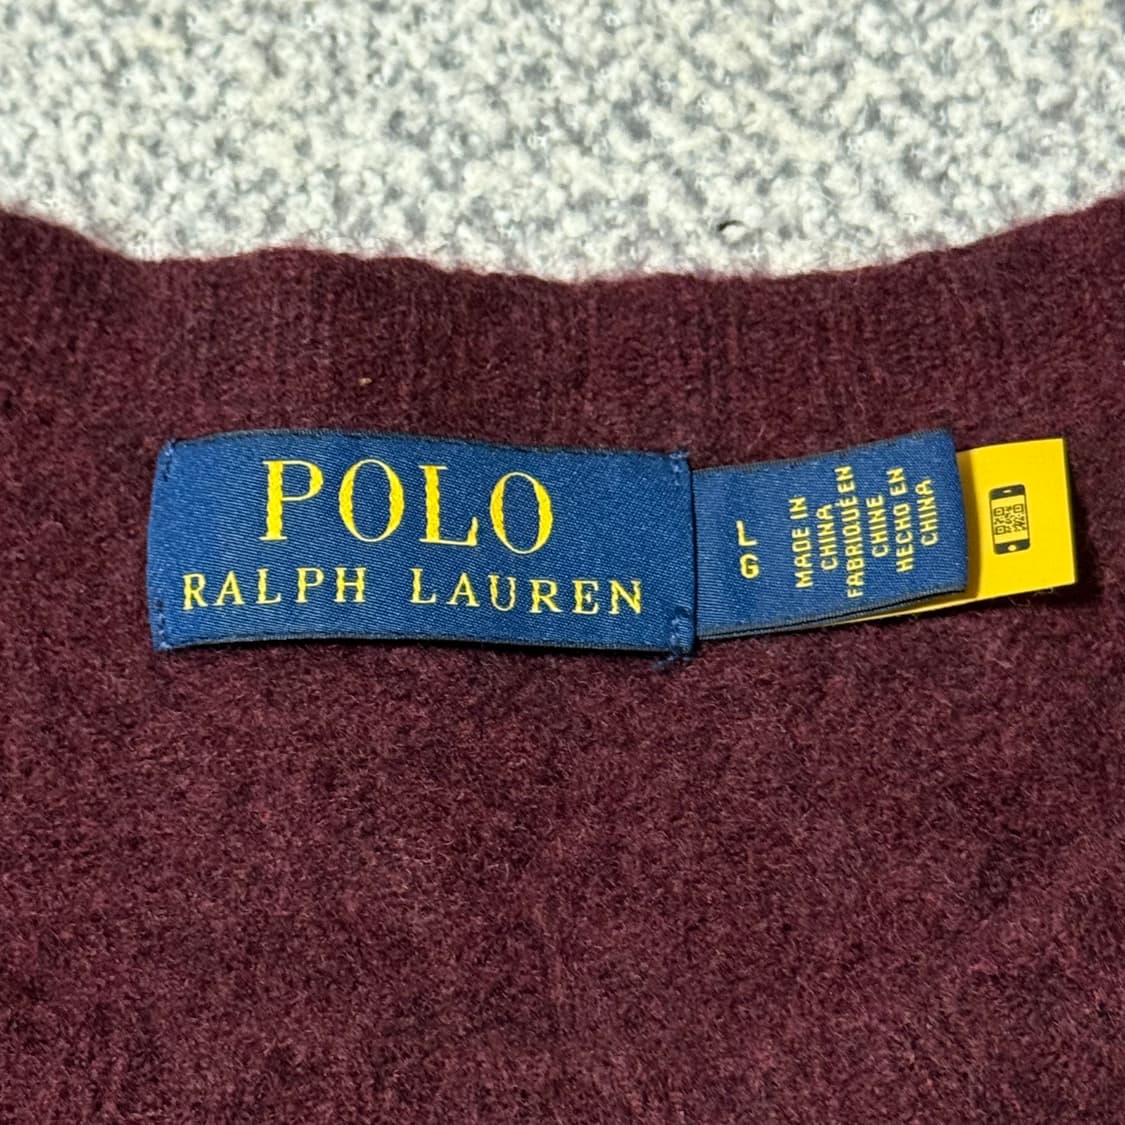 POLO
RALPH LAUREN
L
G
MADE IN
CHINA
FABRIQUÉ EN
CHINE
HECHO EN
CHINA